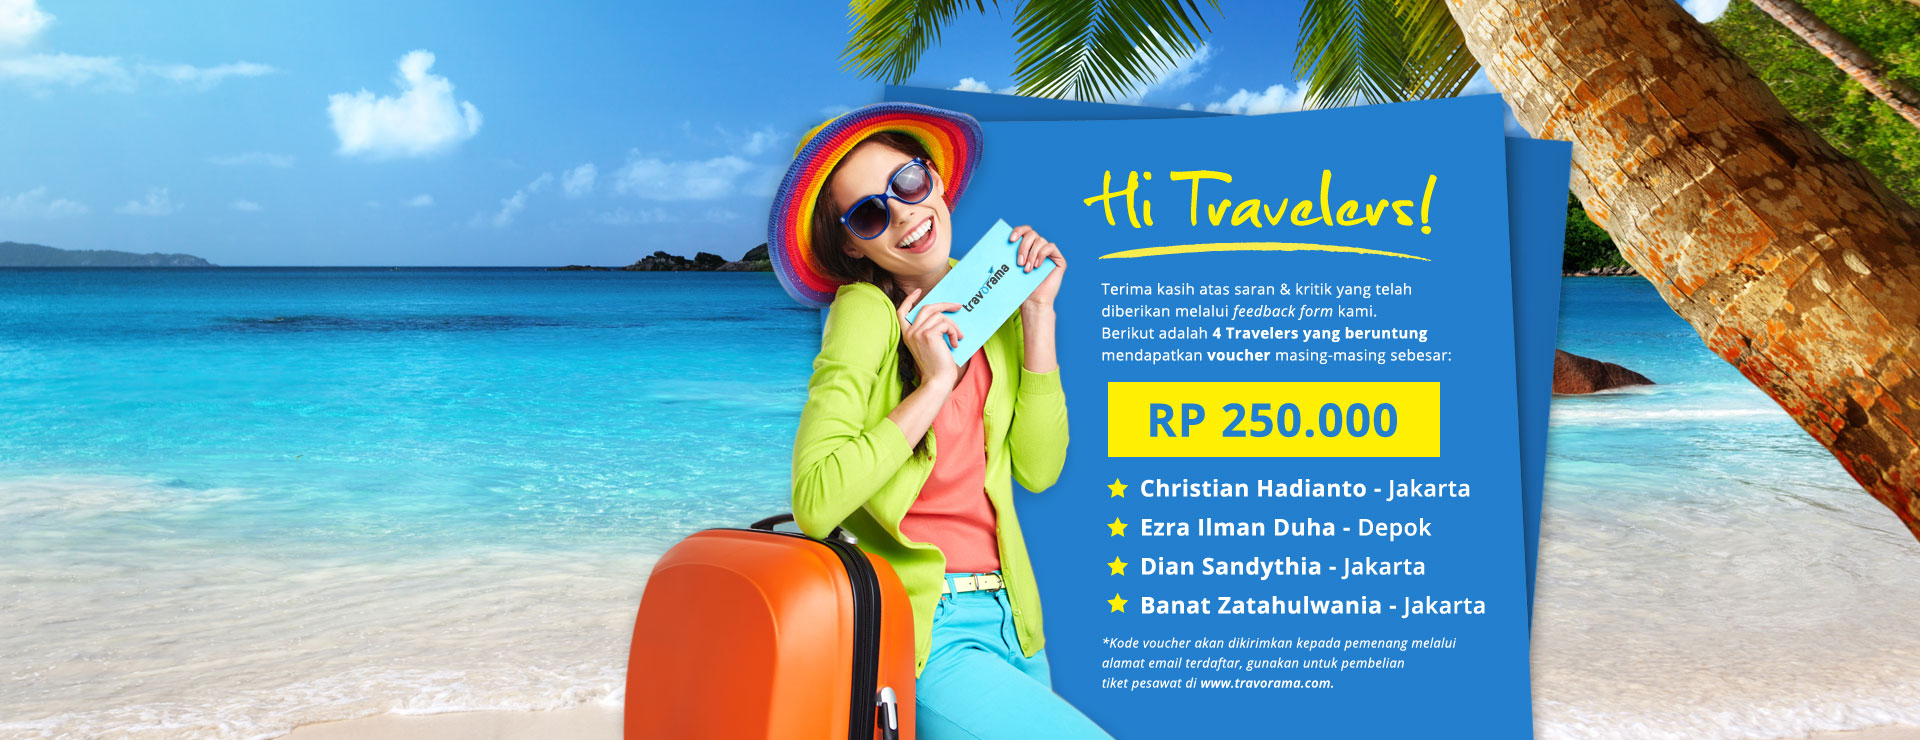 travorama
Hi Travelers!
Terima kasih atas saran & kritik yang telah
diberikan melalui feedback form kami.
Berikut adalah 4 Travelers yang beruntung
mendapatkan voucher masing-masing sebesar:
RP 250.000
Christian Hadianto - Jakarta
Ezra Ilman Duha - Depok
Dian Sandythia - Jakarta
Banat Zatahulwania - Jakarta
*Kode voucher akan dikirimkan kepada pemenang melalui
alamat email terdaftar, gunakan untuk pembelian
tiket pesawat di www.travorama.com.